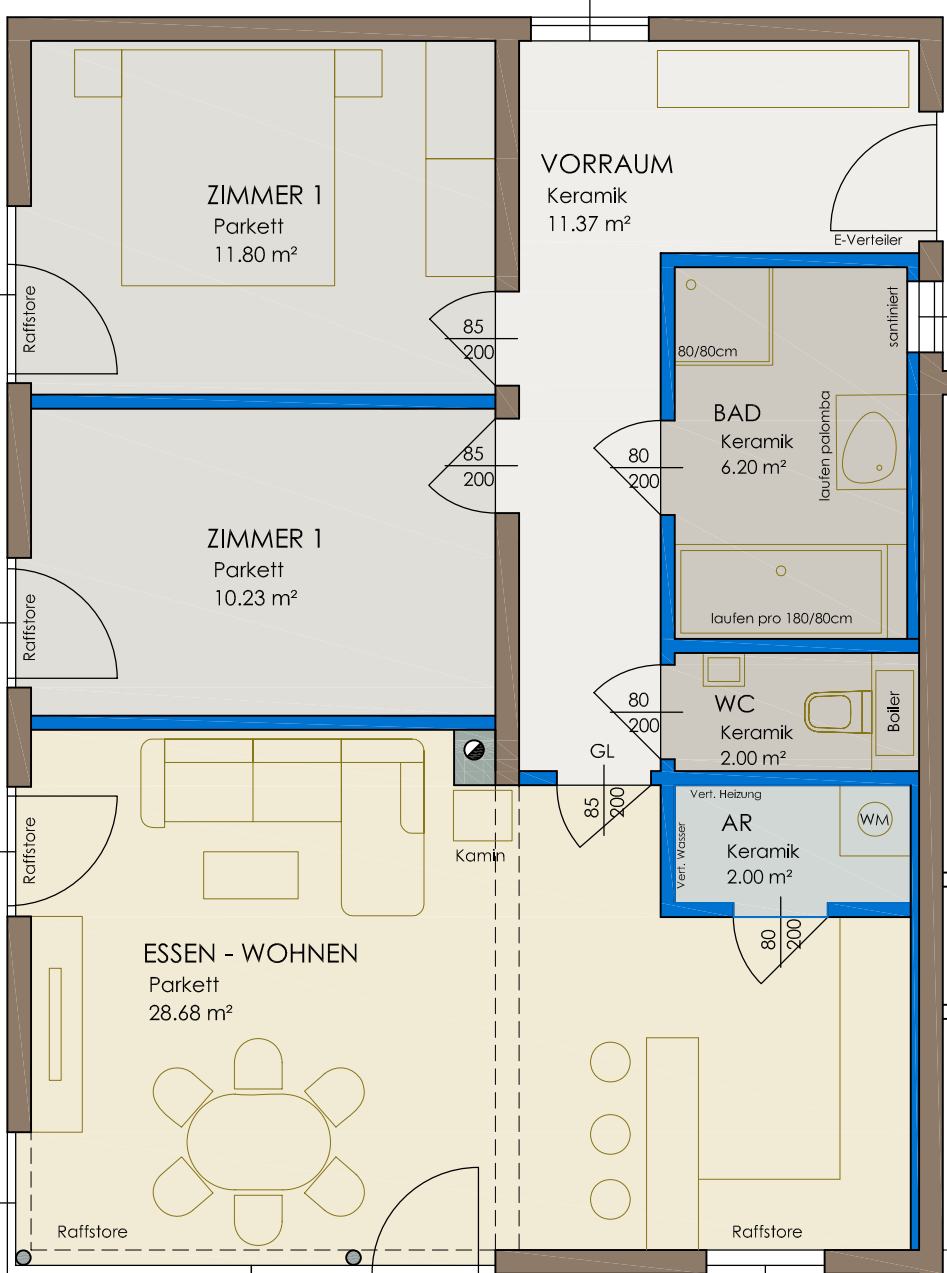 ZIMMER 1
Parkett
11.80 m²
VORRAUM
Keramik
11.37 m²
E-Verteiler
Raffstore
85
200
80/80cm
santiniert
BAD
Keramik
6.20 m²
laufen palomba
85
200
80
200
ZIMMER 1
Parkett
10.23 m²
Raffstore
laufen pro 180/80cm
80
200
WC
Keramik
2.00 m²
Boiler
GL
85
200
Vert. Heizung
Vert. Wasser
AR
Keramik
2.00 m²
WM
Raffstore
Kamin
80
200
ESSEN - WOHNEN
Parkett
28.68 m²
Raffstore
Raffstore